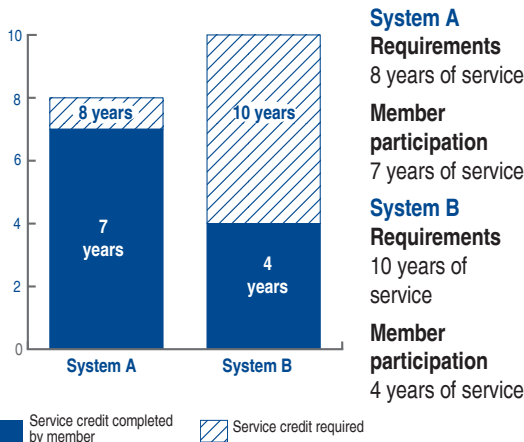 10
8
6
4
2
0
8 years
7
years
10 years
4
years
System A
System B
Service credit completed
by member
Service credit required
System A
Requirements
8 years of service
Member
participation
7 years of service
System B
Requirements
10 years of
service
Member
participation
4 years of service